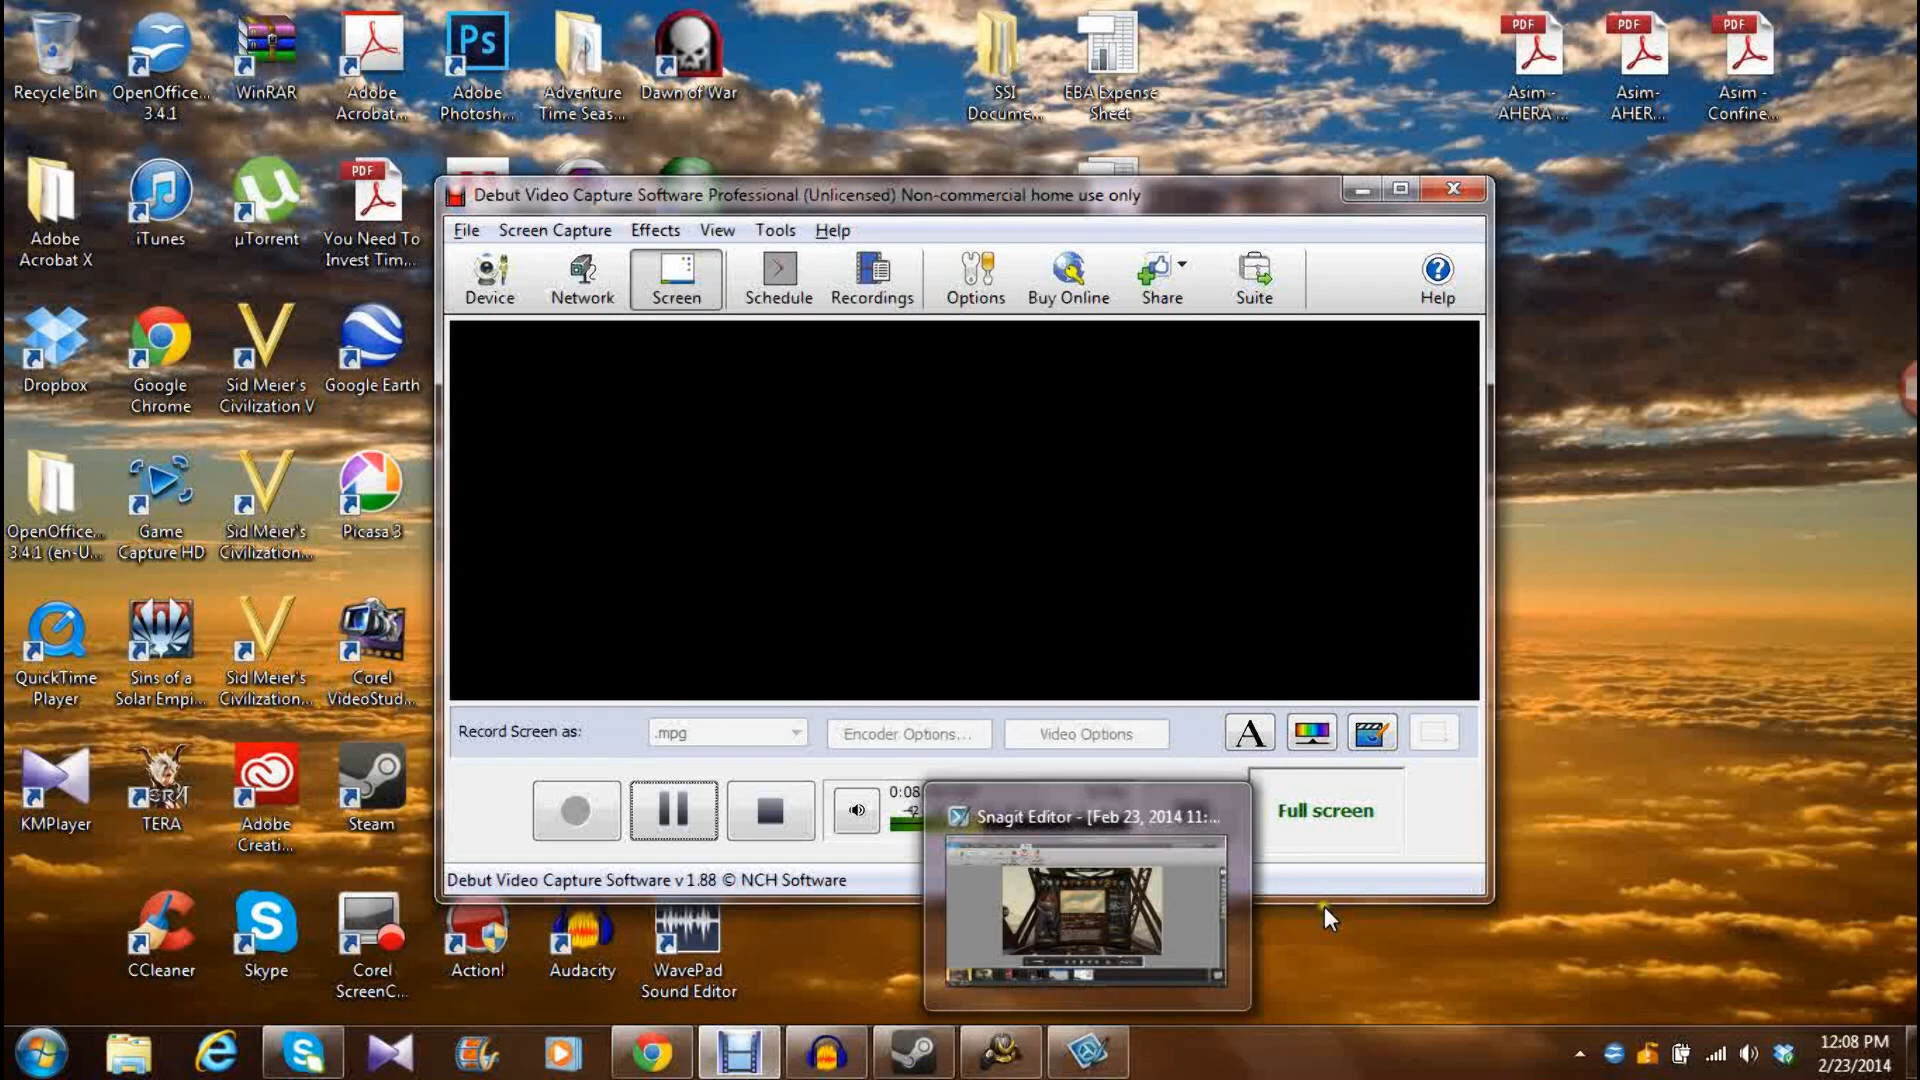 Recycle Bin
OpenOffice...
3.4.1
WinRAR
Adobe
Acrobat...
Ps
Adobe
Photosh...
Adventure
Time Seas...
Dawn of War
SSI
Docume...
EBA Expense
Sheet
PDF
Asim -
AHERA ...
PDF
Asim-
AHER...
PDF
Asim -
Confine...
Adobe
Acrobat X
iTunes
µTorrent
PDF
You Need To
Invest Tim...
Dropbox
Google
Chrome
Sid Meier's
Civilization V
Google Earth
OpenOffice...
3.4.1 (en-U...
Game
Capture HD
Sid Meier's
Civilization...
Picasa 3
QuickTime
Player
Sins of a
Solar Empi...
Sid Meier's
Civilization...
Corel
VideoStud...
KMPlayer
TERA
Adobe
Creati...
Steam
CCleaner
Skype
Corel
ScreenC...
Action!
Audacity
WavePad
Sound Editor
Debut Video Capture Software Professional (Unlicensed) Non-commercial home use only
File Screen Capture Effects View Tools Help
Device Network Screen Schedule Recordings Options Buy Online Share Suite Help
Record Screen as: .mpg Encoder Options... Video Options A
0:08
-42
Full screen
Debut Video Capture Software v 1.88 © NCH Software
Snagit Editor - [Feb 23, 2014 11:...
12:08 PM
2/23/2014